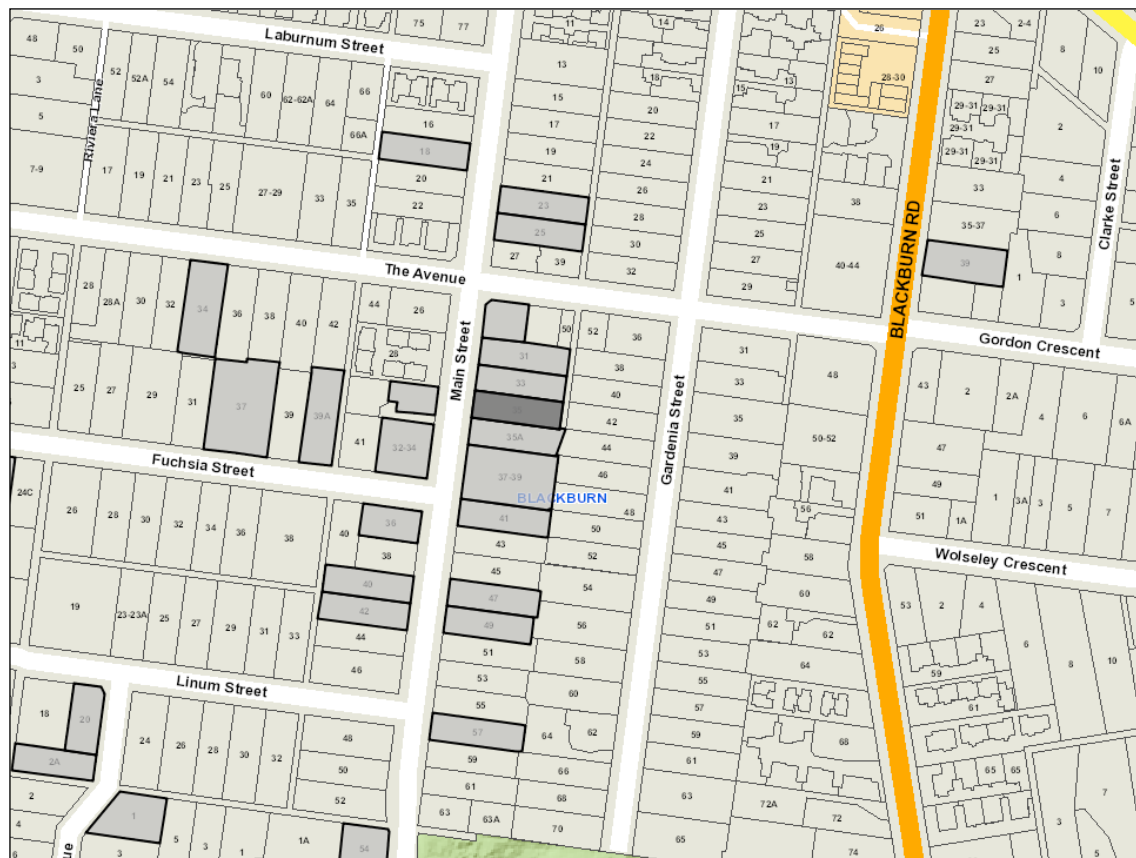 75 77 11 14 26 23 2-4
Laburnum Street
48 50 52 52A 54 60 62-62A 64 66 13 18 15 13 28-30 25 8 10
3 27
5 66A 16 15 20 29-31 29-31
Riviera Lane
18 17 22 17 29-31 2
7-9 17 19 21 23 25 27-29 33 35 20 19 24 19 29-31 29-31 4
22 21 26 21 38 33 6
23 28 23 35-37
25 30 25 40-44 39 8
Clarke Street
27 39 32 27 29 1 3 5
The Avenue
BLACKBURN RD
28 28A 30 32 34 36 38 40 42 44 26 50 52 36
Gordon Crescent
11 28 31 38 31 48 43 2 2A 4 6 6A
Main Street
3 25 27 29 31 37 39 39A 41 32-34 33 40 33
35 42 35 50-52 47
Gardenia Street
35A 44 39
Fuchsia Street
37-39 46 41 49
BLACKBURN
24C 26 28 30 32 34 36 38 40 36 41 48 43 56 51 1A 1 3A 3 5 7
38 43 50 45 58
Wolseley Crescent
19 23-23A 25 27 29 31 33 40 45 52 47 60 53 2 4
42 47 54 49 62 62 6 8 10
44 49 56 51
46 51 58 53 64 59
Linum Street
18 20 53 60 55 61
2A 24 26 28 30 32 48 55 64 62 57 68
50 57 59
2 52 59 66 61 65 65
61 68 63 72A 72 7
4 1 5 3 1 1A 54 63 63A 70 65 74 3 5
3